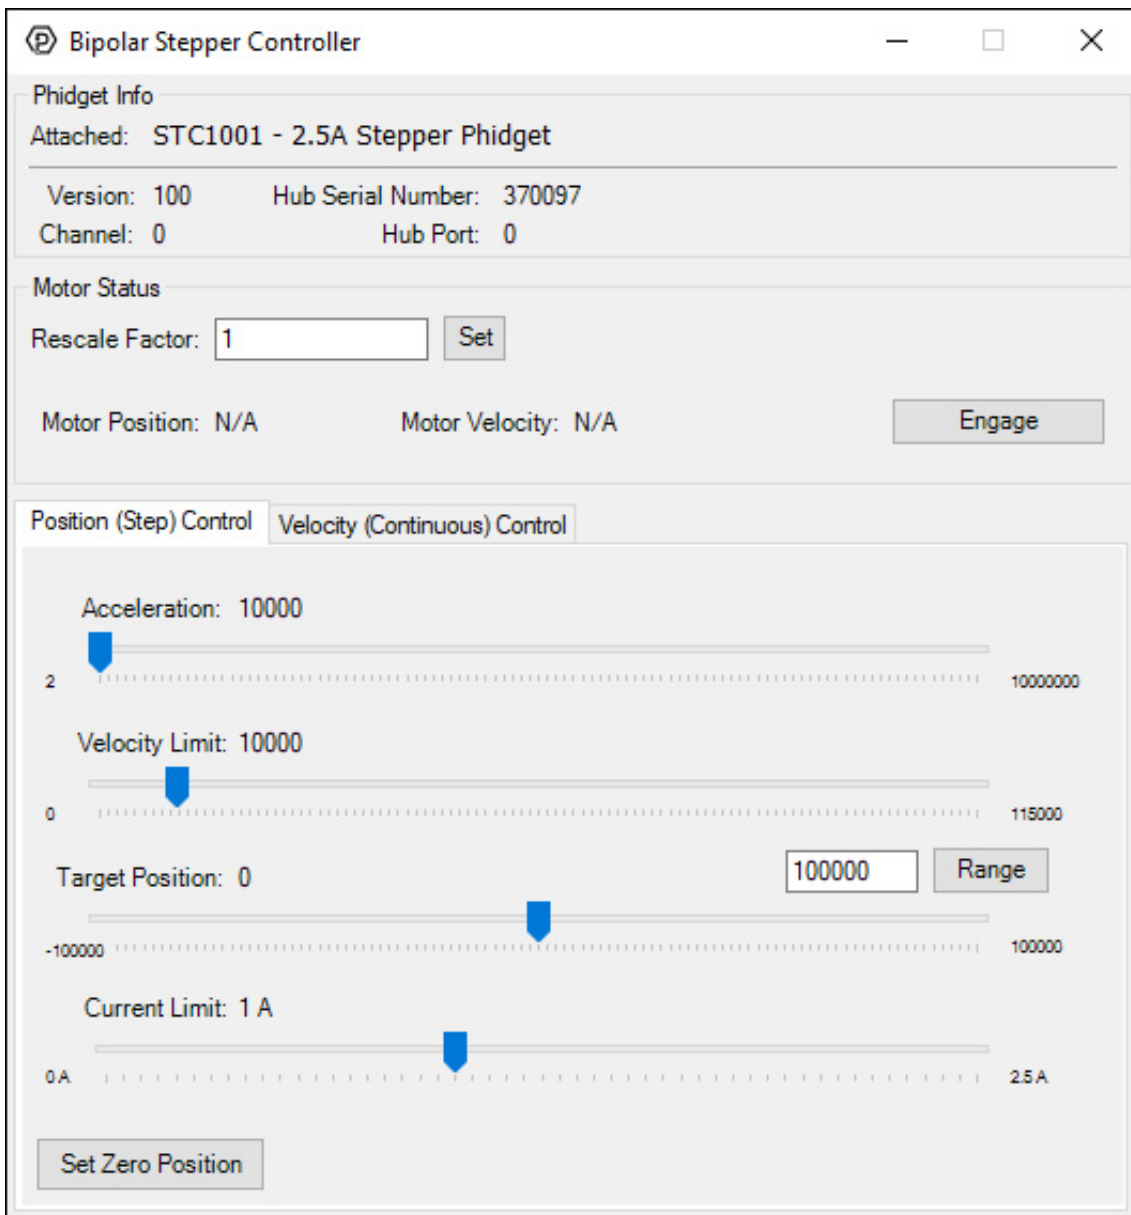 Bipolar Stepper Controller
Phidget Info
Attached: STC1001 - 2.5A Stepper Phidget
Version: 100 Hub Serial Number: 370097
Channel: 0 Hub Port: 0
Motor Status
Rescale Factor: 1 Set
Motor Position: N/A Motor Velocity: N/A Engage
Position (Step) Control Velocity (Continuous) Control
Acceleration: 10000
2 10000000
Velocity Limit: 10000
0 115000
Target Position: 0 100000 Range
-100000 100000
Current Limit: 1 A
0 A 2.5 A
Set Zero Position